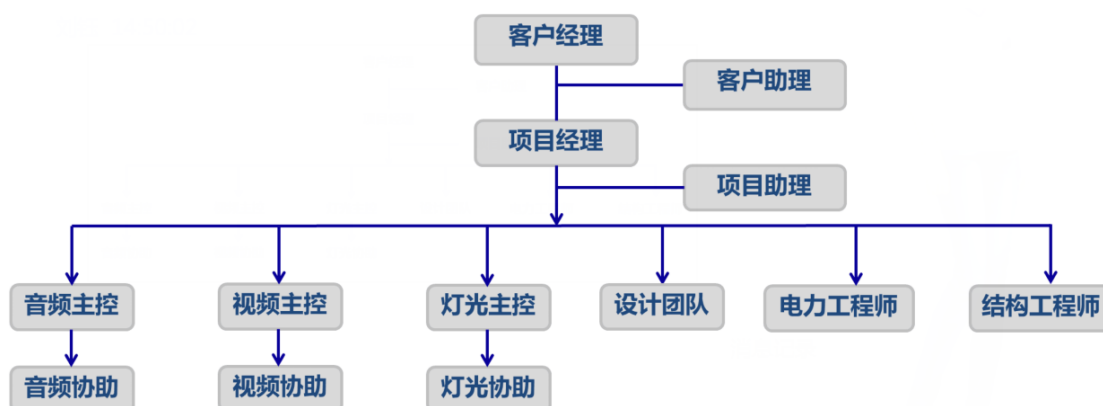 客户经理
客户助理
项目经理
项目助理
音频主控
视频主控
灯光主控
设计团队
电力工程师
结构工程师
音频协助
视频协助
灯光协助